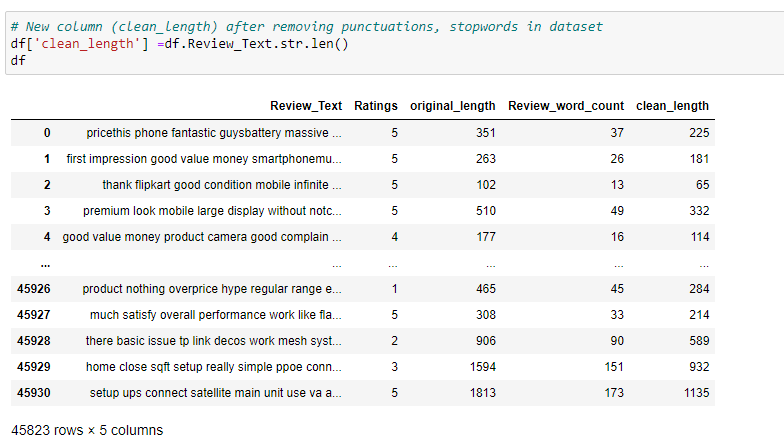 # New column (clean_length) after removing punctuations, stopwords in dataset
df['clean_length'] =df.Review_Text.str.len()
df
Review_Text Ratings original_length Review_word_count clean_length
0 pricethis phone fantastic guysbattery massive ... 5 351 37 225
1 first impression good value money smartphonemu... 5 263 26 181
2 thank flipkart good condition mobile infinite ... 5 102 13 65
3 premium look mobile large display without notc... 5 510 49 332
4 good value money product camera good complain ... 4 177 16 114
... ... ... ... ... ...
45926 product nothing overprice hype regular range e... 1 465 45 284
45927 much satisfy overall performance work like fla... 5 308 33 214
45928 there basic issue tp link decos work mesh syst... 2 906 90 589
45929 home close sqft setup really simple ppoe conn... 3 1594 151 932
45930 setup ups connect satellite main unit use va a... 5 1813 173 1135
45823 rows × 5 columns